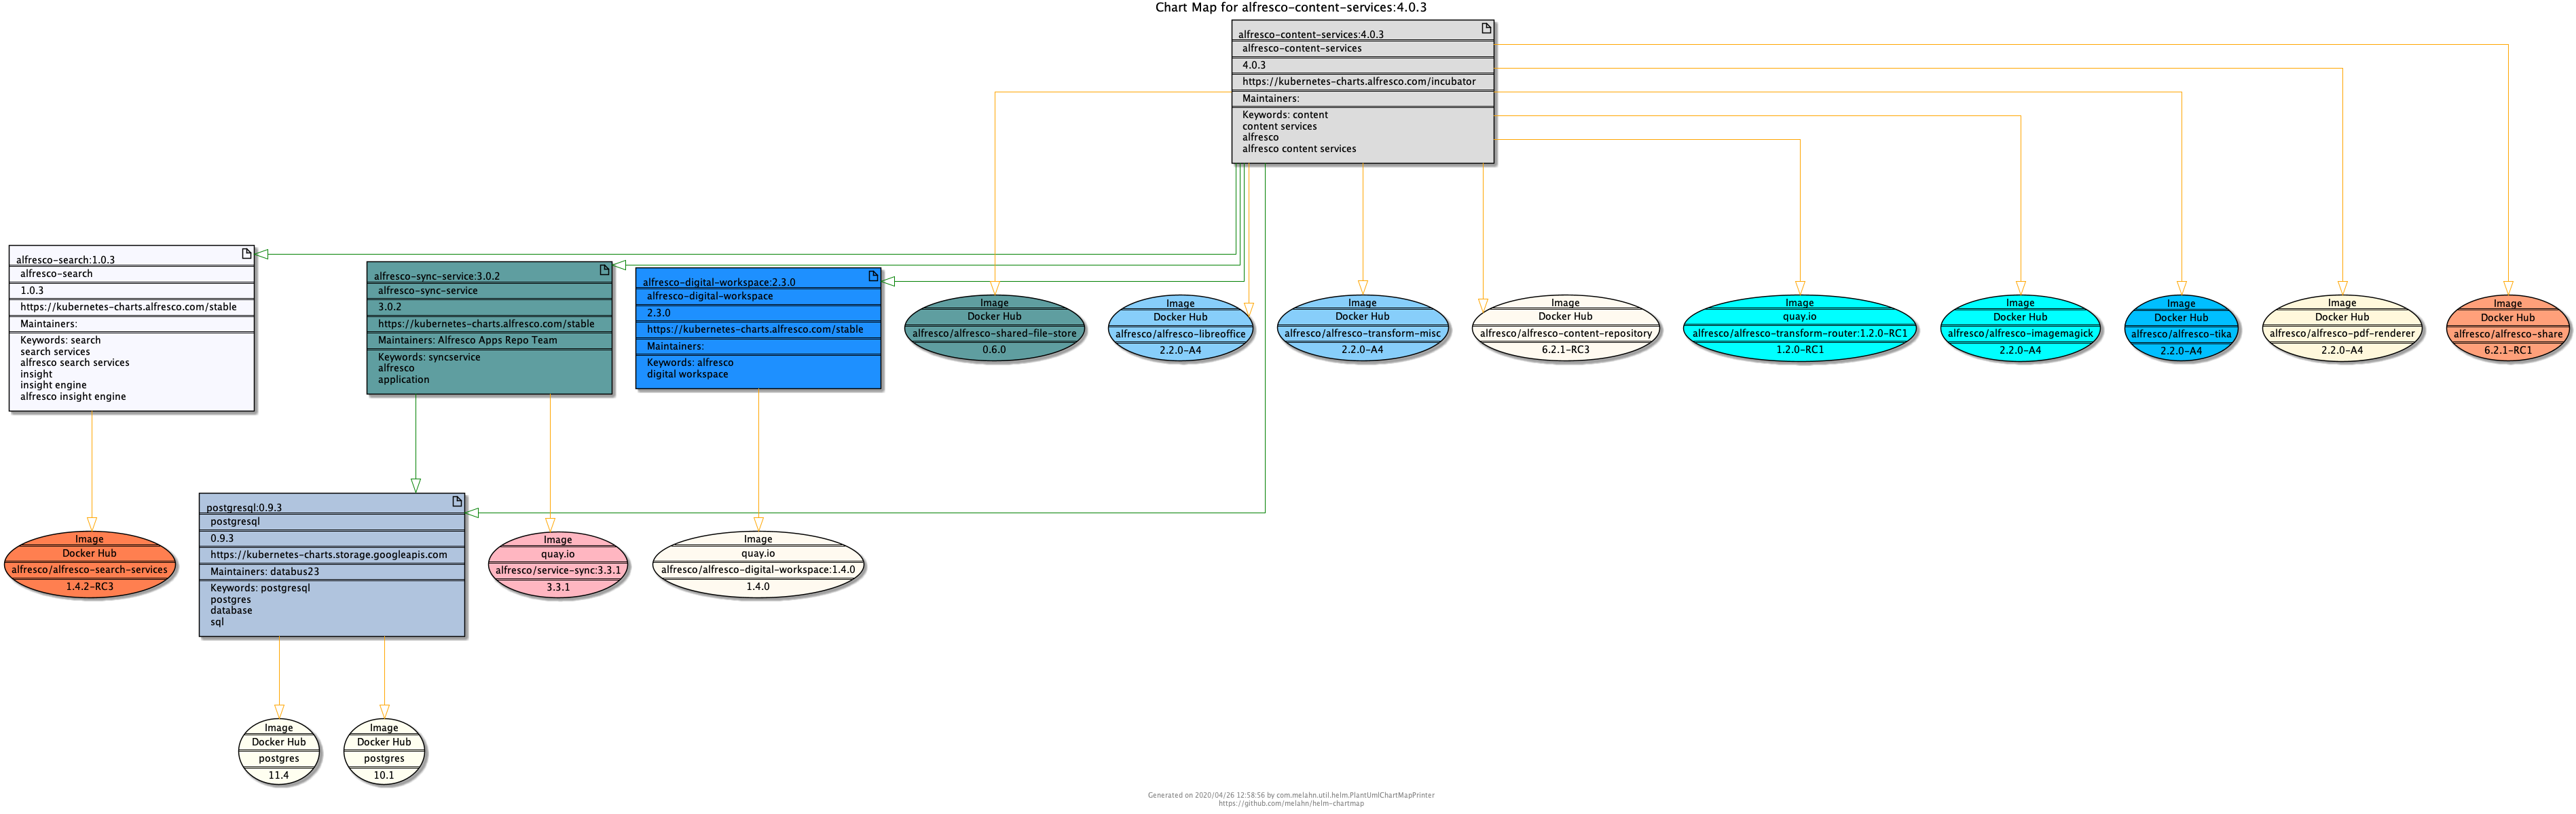 Chart Map for alfresco-content-services:4.0.3
alfresco-content-services:4.0.3
alfresco-content-services
4.0.3
https://kubernetes-charts.alfresco.com/incubator
Maintainers:
Keywords: content
content services
alfresco
alfresco content services
alfresco-search:1.0.3
alfresco-search
1.0.3
https://kubernetes-charts.alfresco.com/stable
Maintainers:
Keywords: search
search services
alfresco search services
insight
insight engine
alfresco insight engine
alfresco-sync-service:3.0.2
alfresco-sync-service
3.0.2
https://kubernetes-charts.alfresco.com/stable
Maintainers: Alfresco Apps Repo Team
Keywords: syncservice
alfresco
application
alfresco-digital-workspace:2.3.0
alfresco-digital-workspace
2.3.0
https://kubernetes-charts.alfresco.com/stable
Maintainers:
Keywords: alfresco
digital workspace
Image
Docker Hub
alfresco/alfresco-shared-file-store
0.6.0
Image
Docker Hub
alfresco/alfresco-libreoffice
2.2.0-A4
Image
Docker Hub
alfresco/alfresco-transform-misc
2.2.0-A4
Image
Docker Hub
alfresco/alfresco-content-repository
6.2.1-RC3
Image
quay.io
alfresco/alfresco-transform-router:1.2.0-RC1
1.2.0-RC1
Image
Docker Hub
alfresco/alfresco-imagemagick
2.2.0-A4
Image
Docker Hub
alfresco/alfresco-tika
2.2.0-A4
Image
Docker Hub
alfresco/alfresco-pdf-renderer
2.2.0-A4
Image
Docker Hub
alfresco/alfresco-share
6.2.1-RC1
Image
Docker Hub
alfresco/alfresco-search-services
1.4.2-RC3
postgresql:0.9.3
postgresql
0.9.3
https://kubernetes-charts.storage.googleapis.com
Maintainers: databus23
Keywords: postgresql
postgres
database
sql
Image
quay.io
alfresco/service-sync:3.3.1
3.3.1
Image
quay.io
alfresco/alfresco-digital-workspace:1.4.0
1.4.0
Image
Docker Hub
postgres
11.4
Image
Docker Hub
postgres
10.1
Generated on 2020/04/26 12:58:56 by com.melahn.util.helm.PlantUmlChartMapPrinter
https://github.com/melahn/helm-chartmap